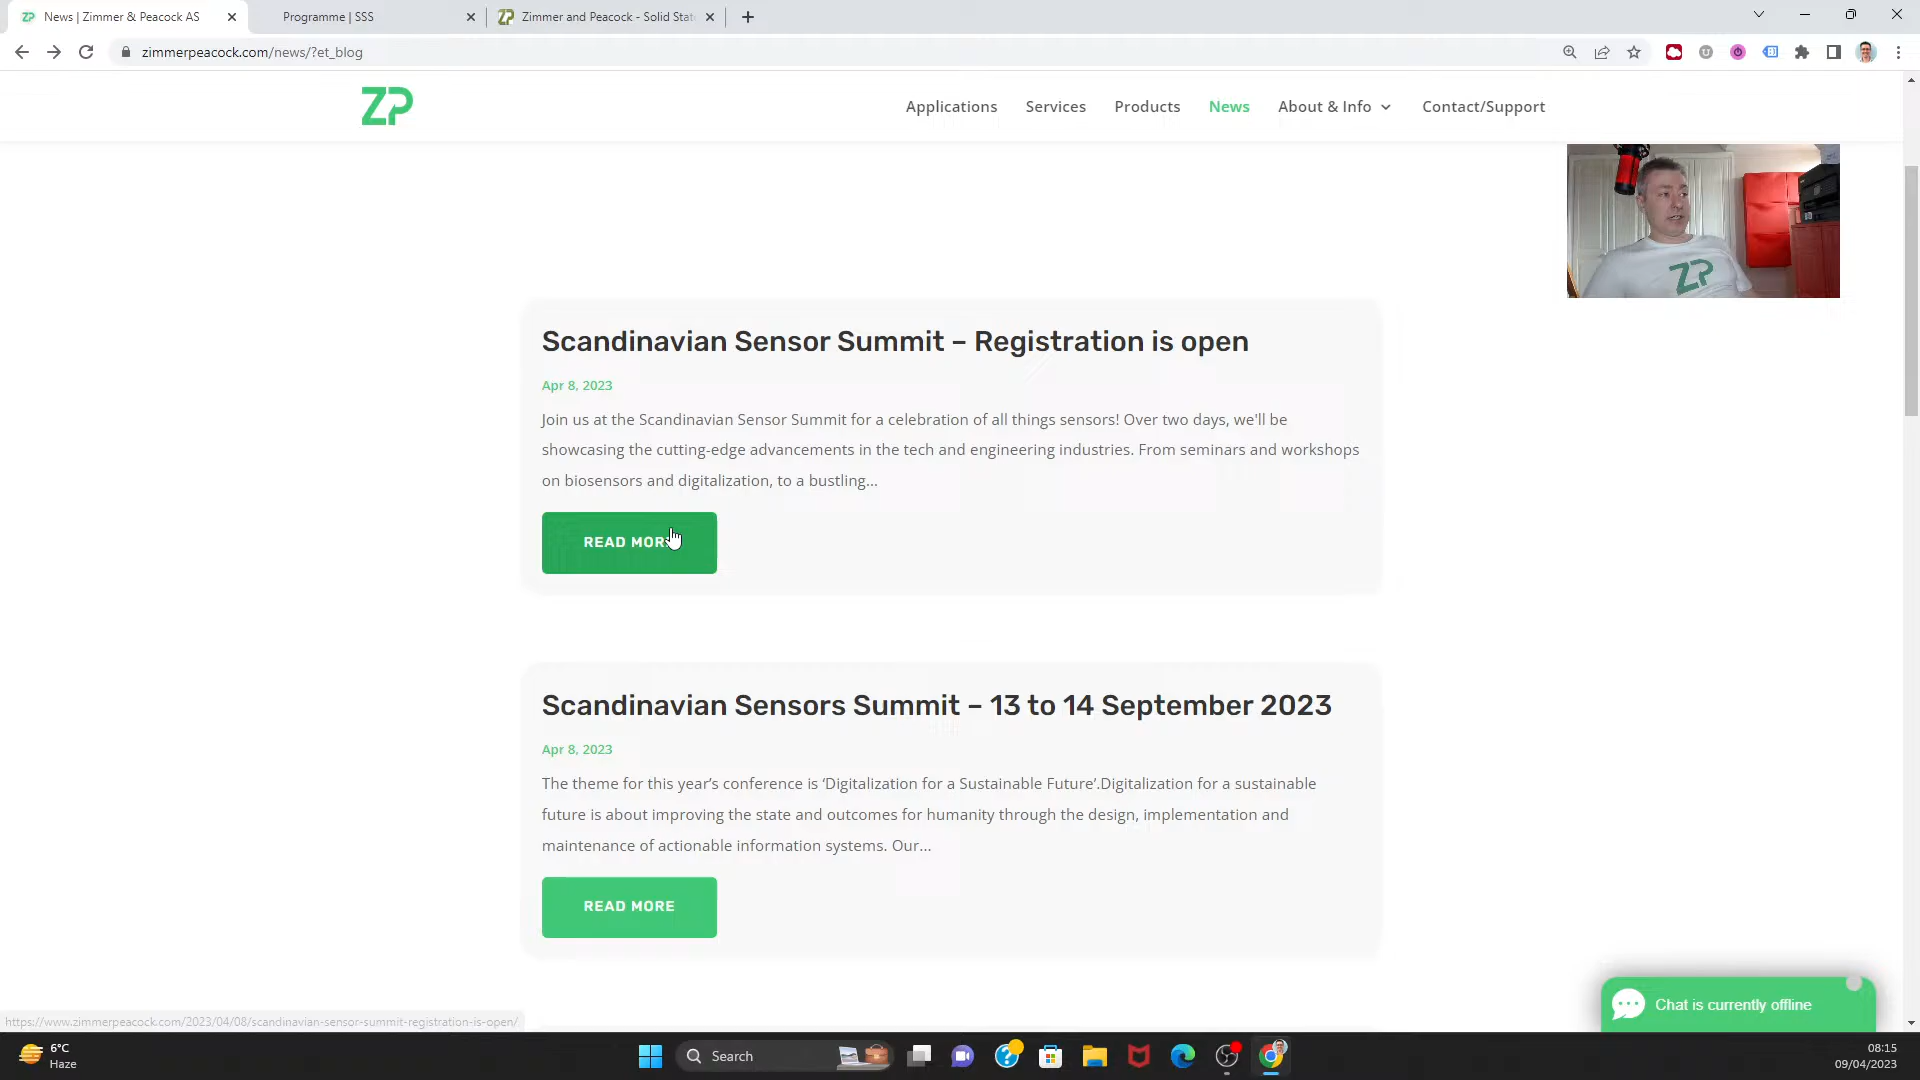 News | Zimmer & Peacock AS
Programme | SSS
Zimmer and Peacock - Solid Stat
zimmerpeacock.com/news/?et_blog
ZP
Applications
Services
Products
News
About & Info
Contact/Support
ZP
Scandinavian Sensor Summit – Registration is open
Apr 8, 2023
Join us at the Scandinavian Sensor Summit for a celebration of all things sensors! Over two days, we'll be
showcasing the cutting-edge advancements in the tech and engineering industries. From seminars and workshops
on biosensors and digitalization, to a bustling...
READ MORE
Scandinavian Sensors Summit – 13 to 14 September 2023
Apr 8, 2023
The theme for this year’s conference is ‘Digitalization for a Sustainable Future’.Digitalization for a sustainable
future is about improving the state and outcomes for humanity through the design, implementation and
maintenance of actionable information systems. Our...
READ MORE
Chat is currently offline
https://www.zimmerpeacock.com/2023/04/08/scandinavian-sensor-summit-registration-is-open/
6°C
Haze
Search
08:15
09/04/2023